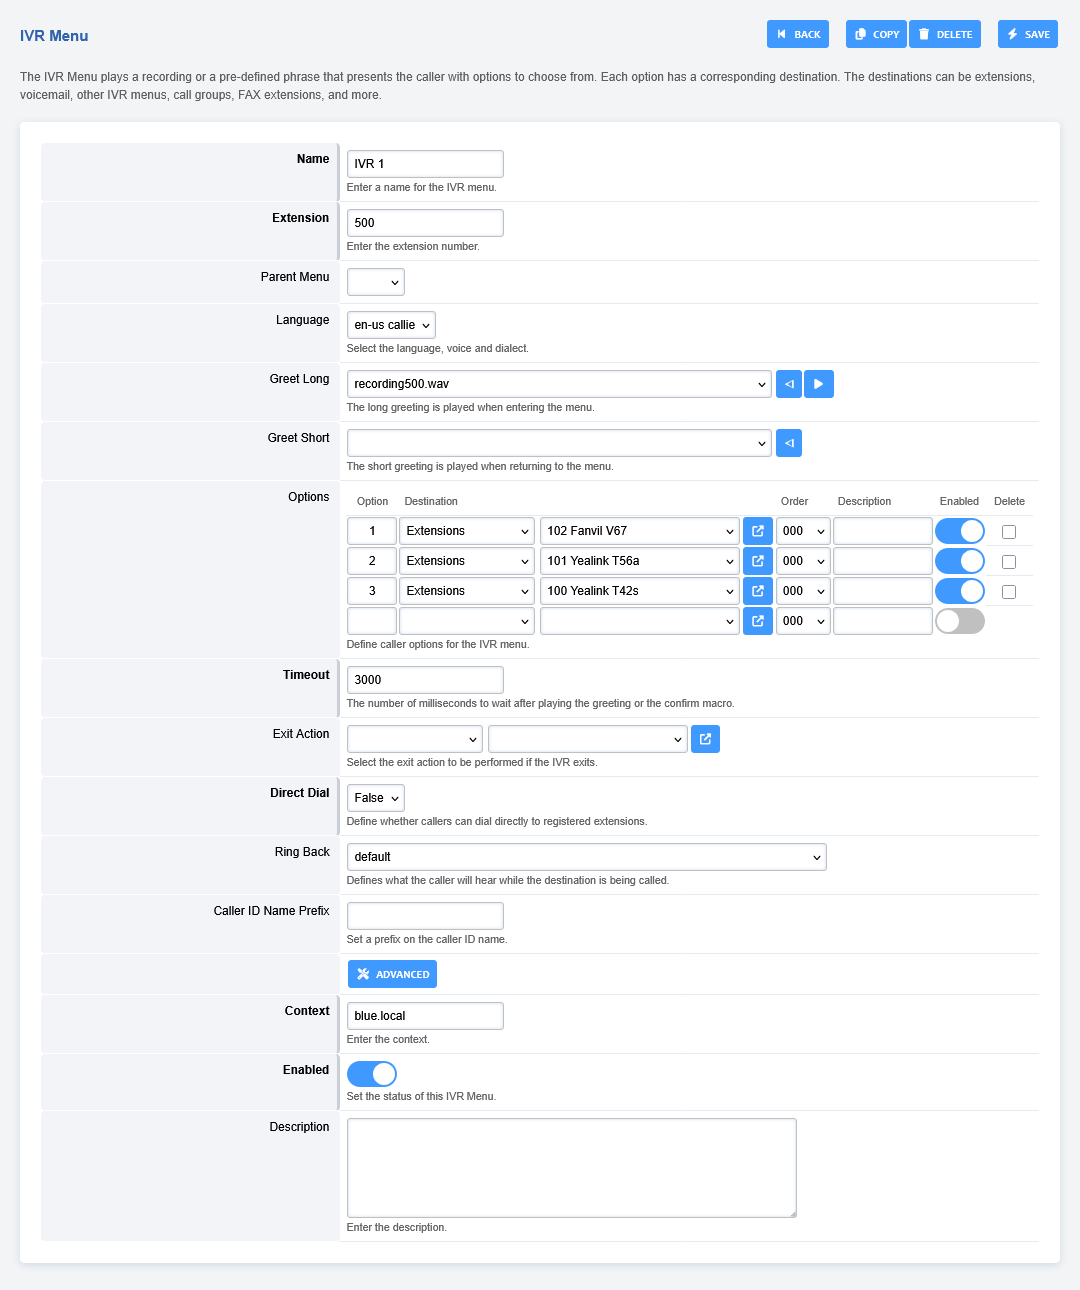 IVR Menu
BACK COPY DELETE SAVE
The IVR Menu plays a recording or a pre-defined phrase that presents the caller with options to choose from. Each option has a corresponding destination. The destinations can be extensions,
voicemail, other IVR menus, call groups, FAX extensions, and more.
Name IVR 1
Enter a name for the IVR menu.
Extension 500
Enter the extension number.
Parent Menu
Language en-us callie
Select the language, voice and dialect.
Greet Long recording500.wav
The long greeting is played when entering the menu.
Greet Short
The short greeting is played when returning to the menu.
Options Option Destination Order Description Enabled Delete
1 Extensions 102 Fanvil V67 000
2 Extensions 101 Yealink T56a 000
3 Extensions 100 Yealink T42s 000
000
Define caller options for the IVR menu.
Timeout 3000
The number of milliseconds to wait after playing the greeting or the confirm macro.
Exit Action
Select the exit action to be performed if the IVR exits.
Direct Dial False
Define whether callers can dial directly to registered extensions.
Ring Back default
Defines what the caller will hear while the destination is being called.
Caller ID Name Prefix
Set a prefix on the caller ID name.
ADVANCED
Context blue.local
Enter the context.
Enabled
Set the status of this IVR Menu.
Description
Enter the description.